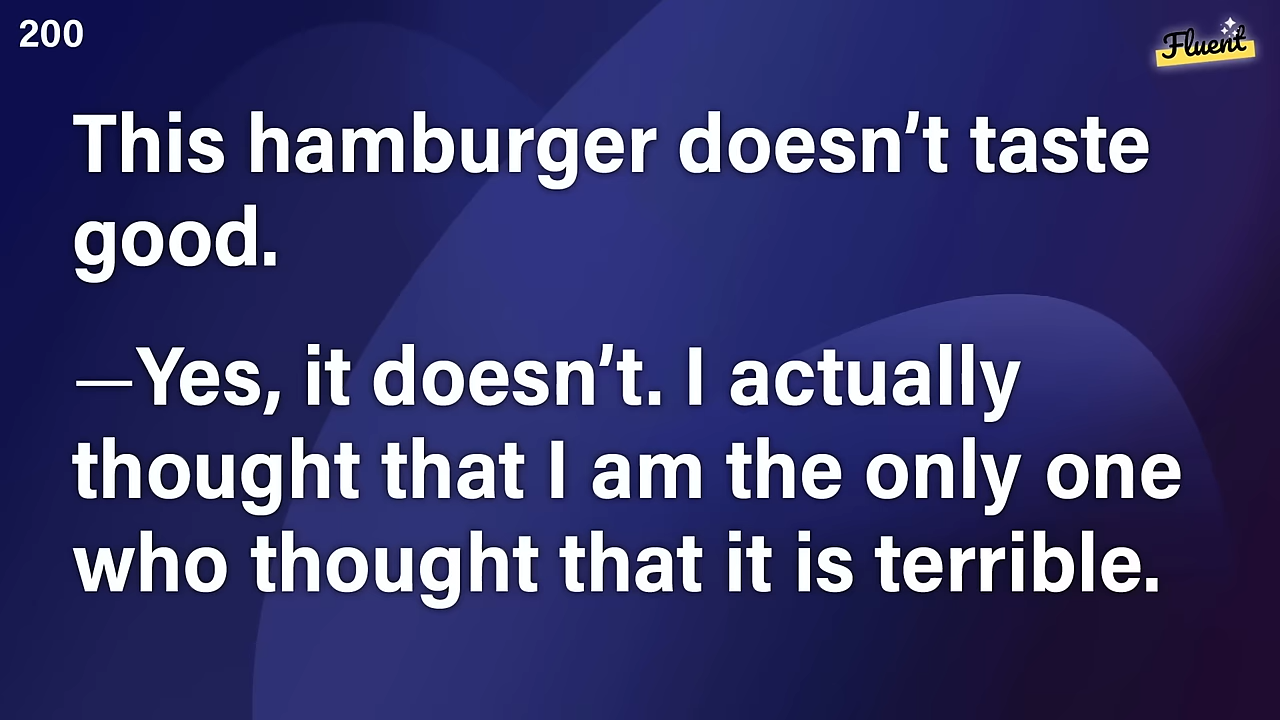 200
Fluent
This hamburger doesn’t taste
good.
—Yes, it doesn’t. I actually
thought that I am the only one
who thought that it is terrible.